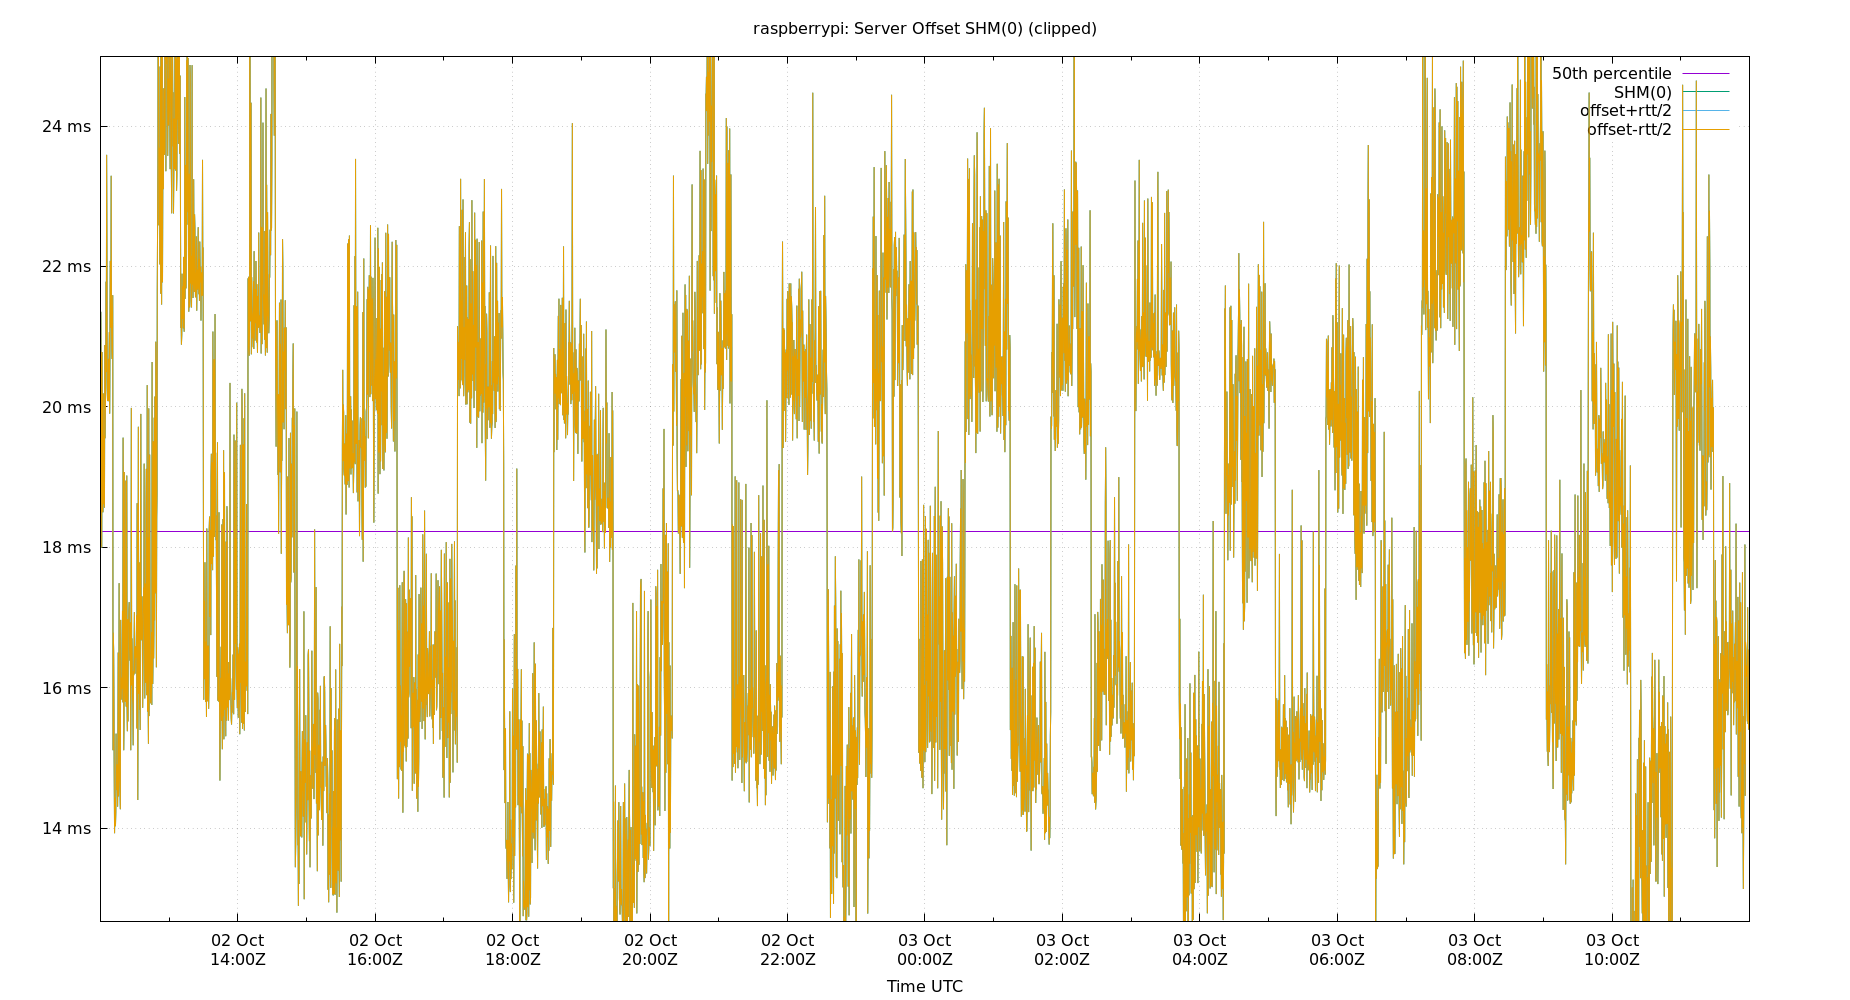 raspberrypi: Server Offset SHM(0) (clipped)
50th percentile
SHM(0)
offset+rtt/2
offset-rtt/2
24 ms
22 ms
20 ms
18 ms
16 ms
14 ms
02 Oct 02 Oct 02 Oct 02 Oct 02 Oct 03 Oct 03 Oct 03 Oct 03 Oct 03 Oct 03 Oct
14:00Z 16:00Z 18:00Z 20:00Z 22:00Z 00:00Z 02:00Z 04:00Z 06:00Z 08:00Z 10:00Z
Time UTC